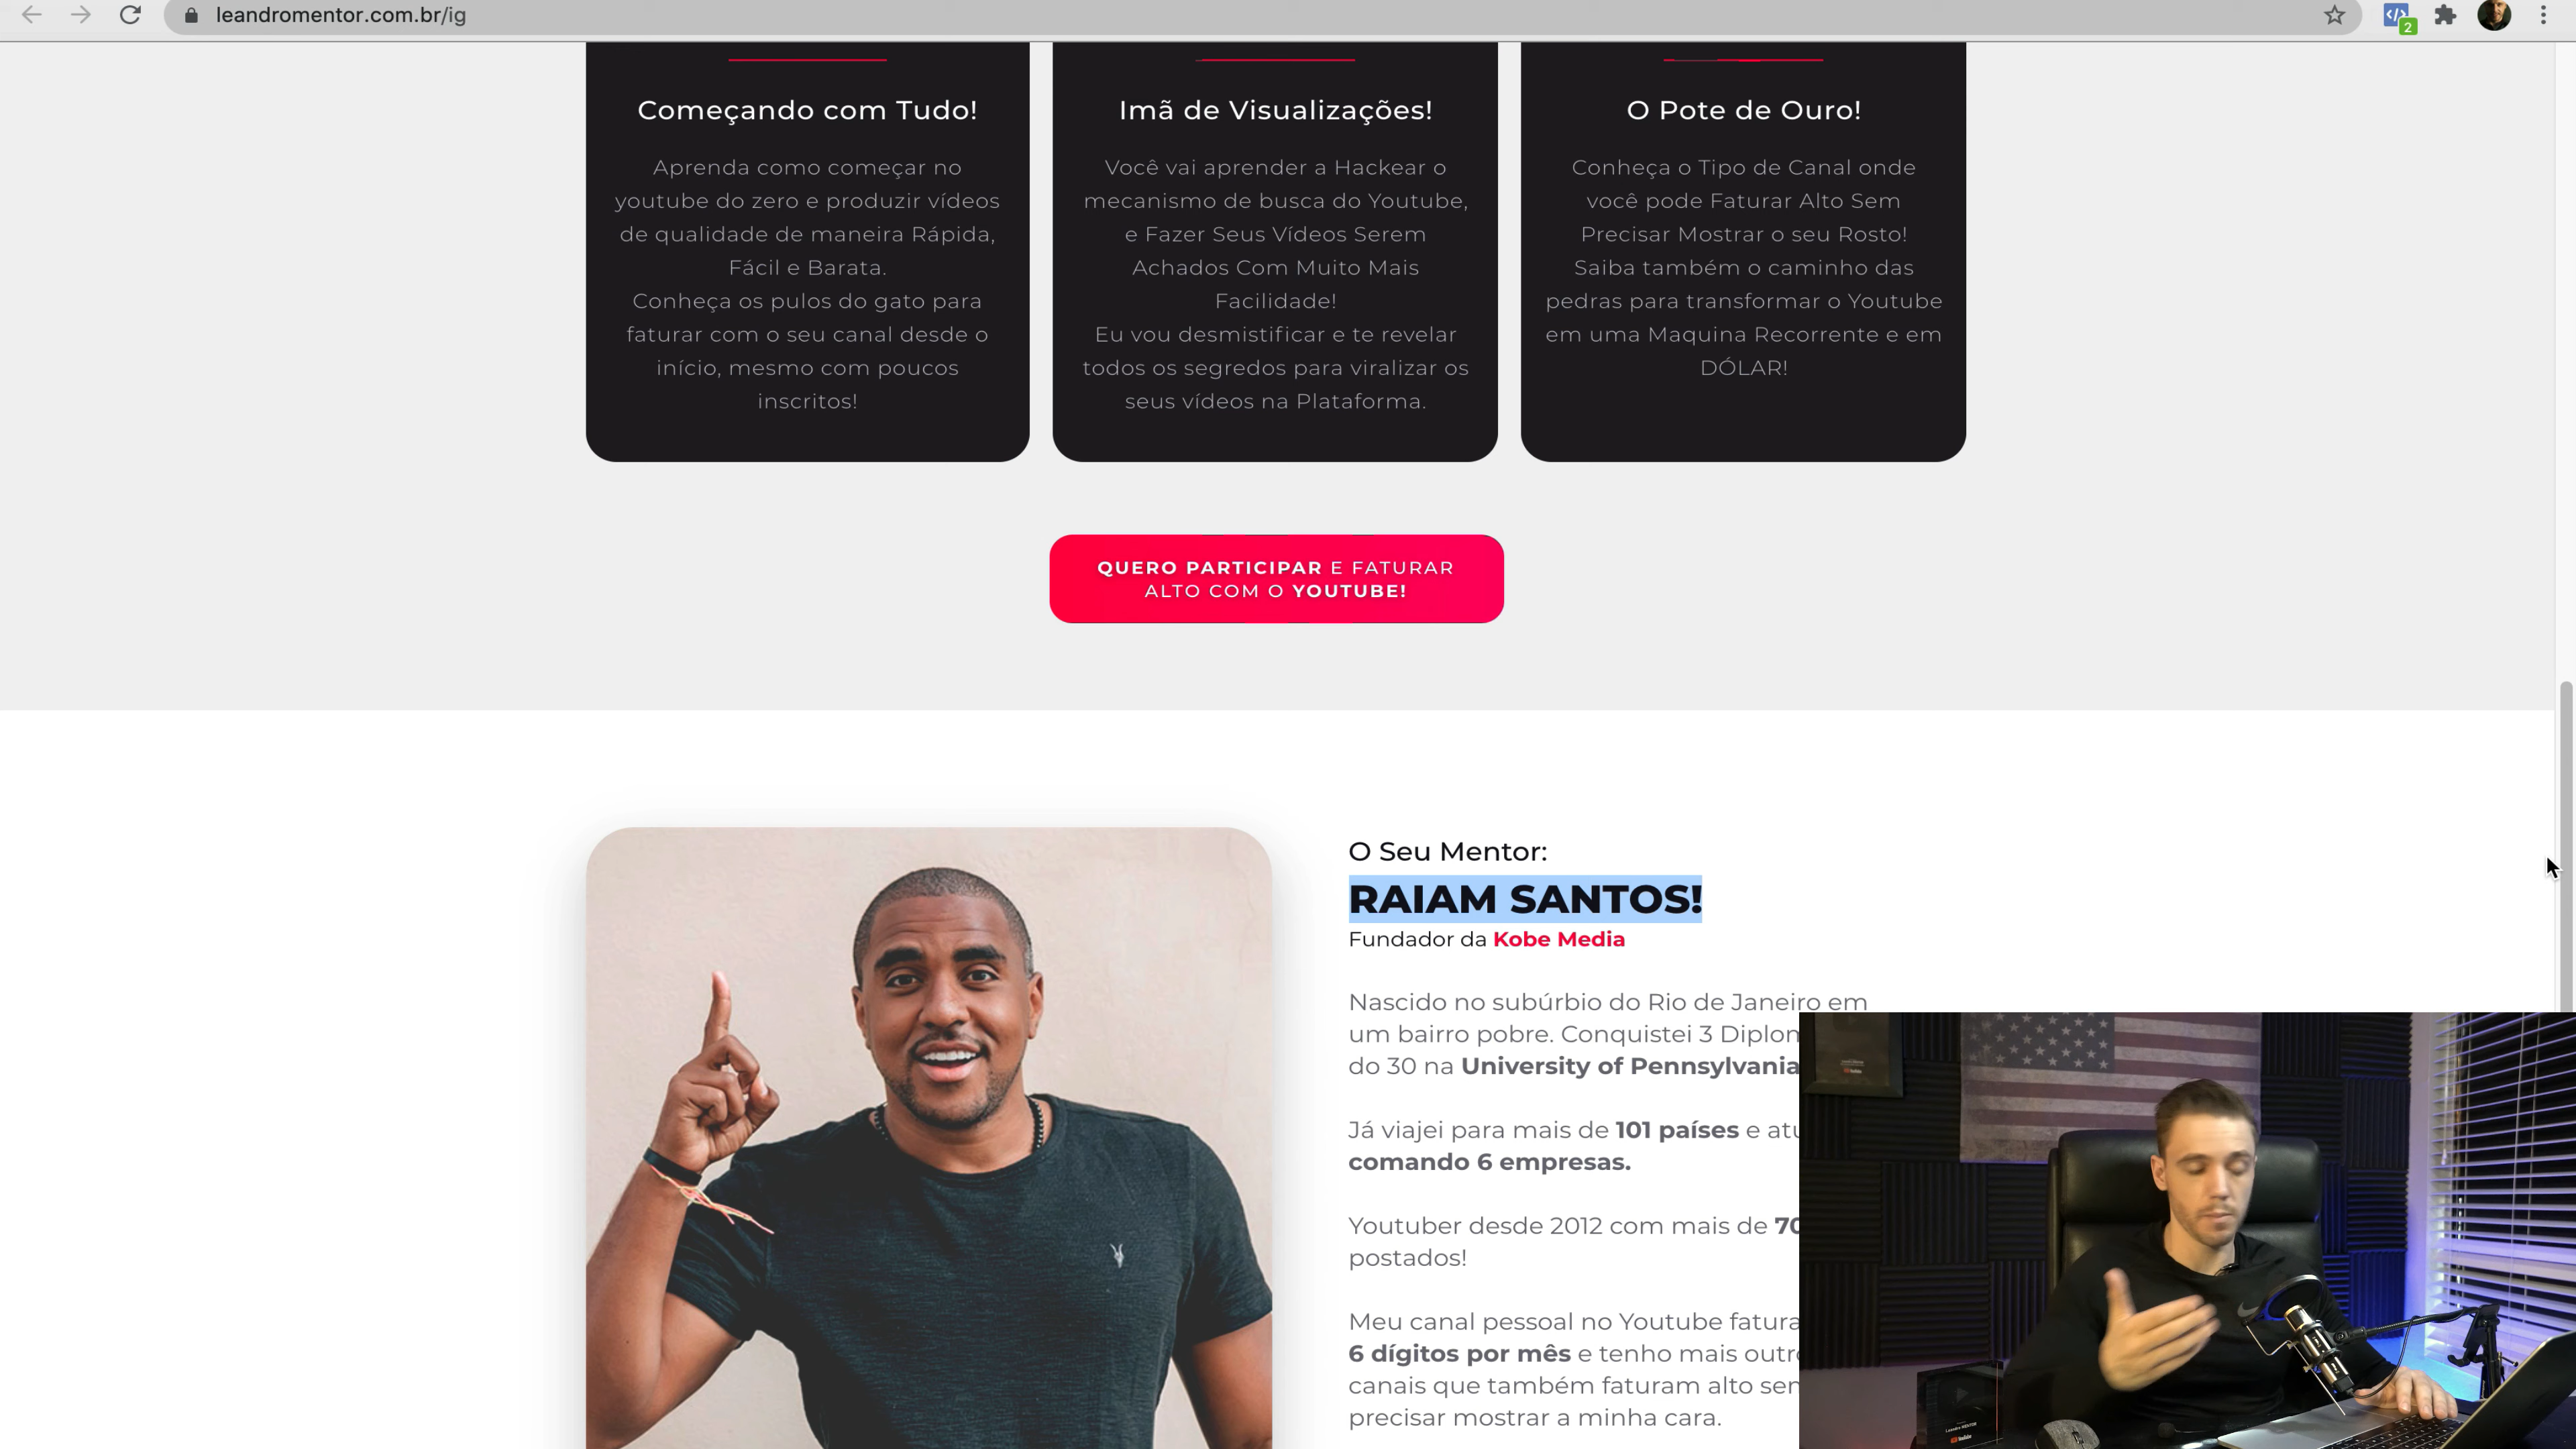 leandromentor.com.br/ig
2
Começando com Tudo!
Aprenda como começar no
youtube do zero e produzir vídeos
de qualidade de maneira Rápida,
Fácil e Barata.
Conheça os pulos do gato para
faturar com o seu canal desde o
início, mesmo com poucos
inscritos!
Imã de Visualizações!
Você vai aprender a Hackear o
mecanismo de busca do Youtube,
e Fazer Seus Vídeos Serem
Achados Com Muito Mais
Facilidade!
Eu vou desmistificar e te revelar
todos os segredos para viralizar os
seus vídeos na Plataforma.
O Pote de Ouro!
Conheça o Tipo de Canal onde
você pode Faturar Alto Sem
Precisar Mostrar o seu Rosto!
Saiba também o caminho das
pedras para transformar o Youtube
em uma Maquina Recorrente e em
DÓLAR!
QUERO PARTICIPAR E FATURAR
ALTO COM O YOUTUBE!
O Seu Mentor:
RAIAM SANTOS!
Fundador da Kobe Media
Nascido no subúrbio do Rio de Janeiro em
um bairro pobre. Conquistei 3 Diplom
do 30 na University of Pennsylvania
Já viajei para mais de 101 países e atu
comando 6 empresas.
Youtuber desde 2012 com mais de 70
postados!
Meu canal pessoal no Youtube fatura
6 dígitos por mês e tenho mais outr
canais que também faturam alto sem
precisar mostrar a minha cara.